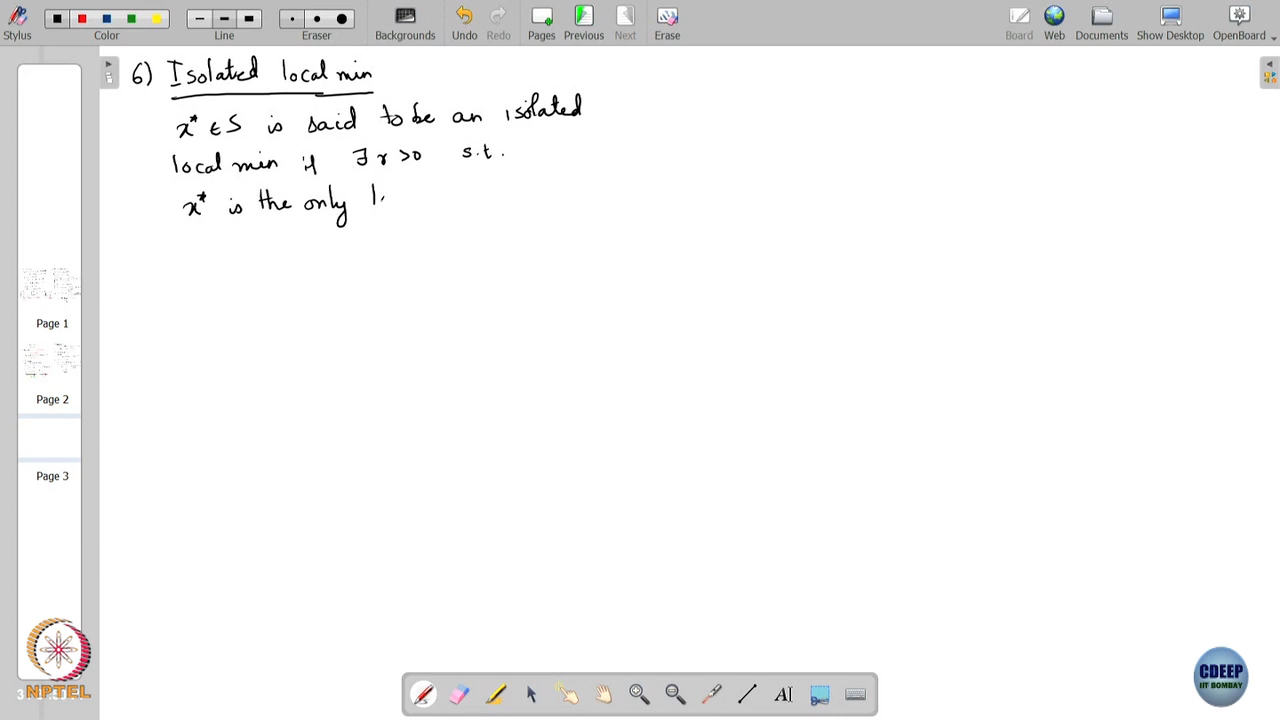 Stylus
Color
Line
Eraser
Backgrounds
Undo
Redo
Pages
Previous
Next
Erase
Board
Web
Documents
Show Desktop
OpenBoard
6) Isolated local min
x* ∈ S is said to be an isolated
local min if ∃ r > 0 s.t.
x* is the only
Page 1
Page 2
Page 3
NPTEL
CDEEP
IIT BOMBAY